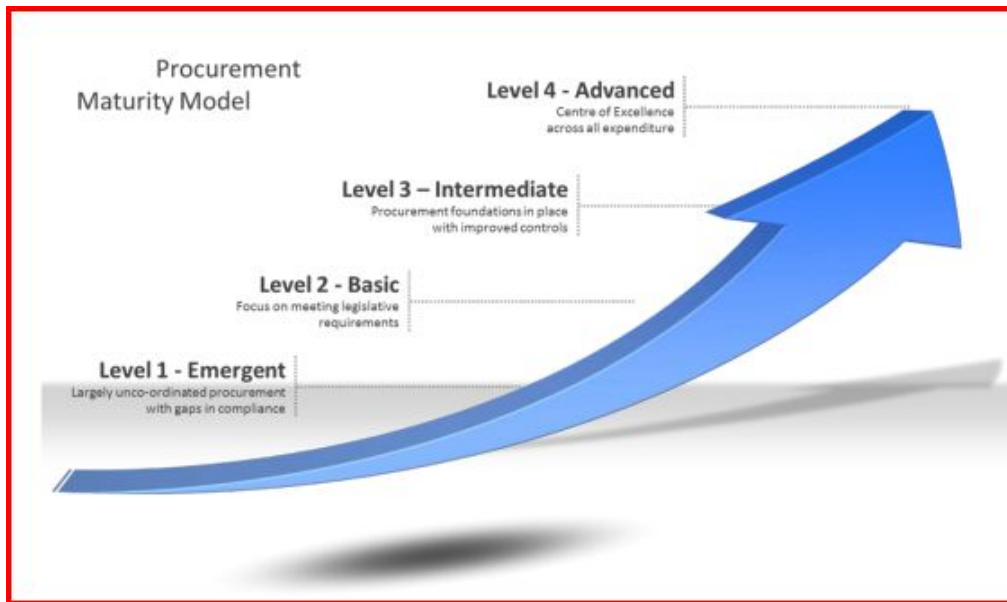 Procurement
Maturity Model
Level 4 - Advanced
Centre of Excellence
across all expenditure
Level 3 – Intermediate
Procurement foundations in place
with improved controls
Level 2 - Basic
Focus on meeting legislative
requirements
Level 1 - Emergent
Largely unco-ordinated procurement
with gaps in compliance